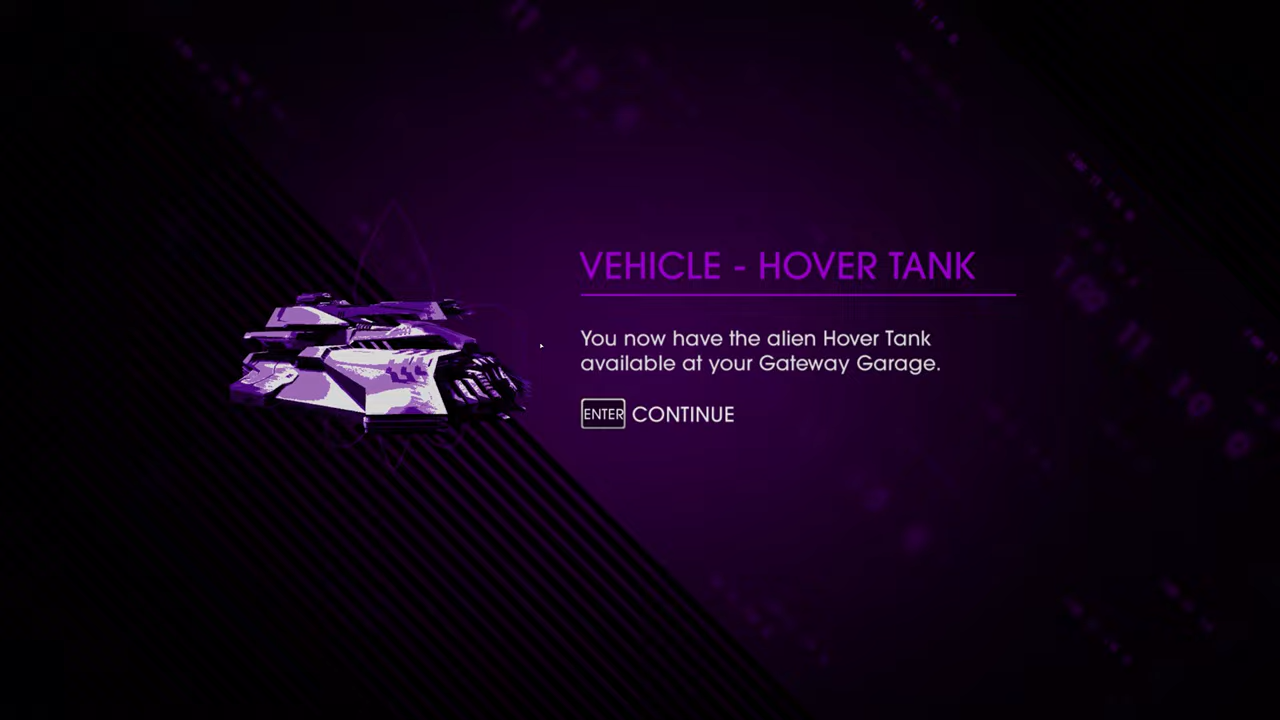 VEHICLE - HOVER TANK
You now have the alien Hover Tank
available at your Gateway Garage.
ENTER CONTINUE